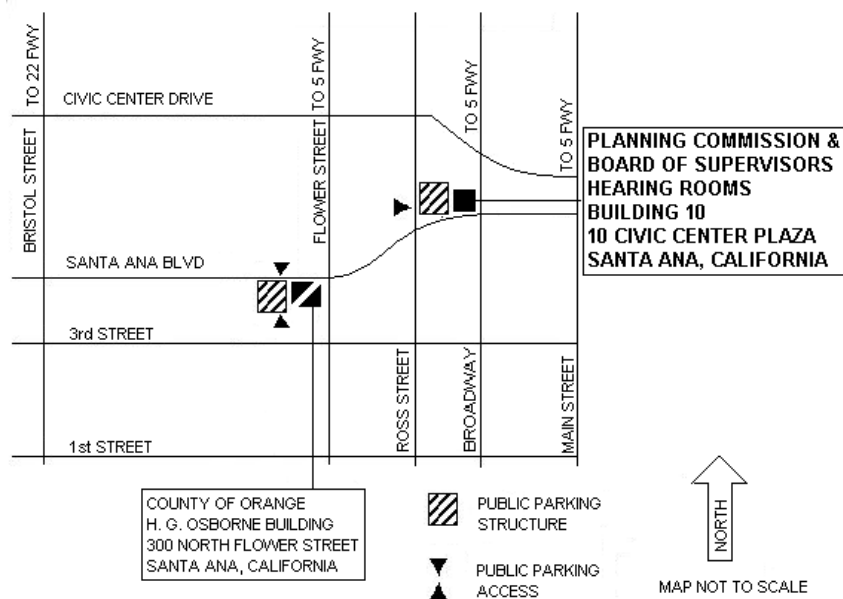 TO 22 FWY
TO 5 FWY
TO 5 FWY
TO 5 FWY
CIVIC CENTER DRIVE
BRISTOL STREET
FLOWER STREET
PLANNING COMMISSION &
BOARD OF SUPERVISORS
HEARING ROOMS
BUILDING 10
10 CIVIC CENTER PLAZA
SANTA ANA, CALIFORNIA
SANTA ANA BLVD
3rd STREET
ROSS STREET
BROADWAY
MAIN STREET
1st STREET
COUNTY OF ORANGE
H. G. OSBORNE BUILDING
300 NORTH FLOWER STREET
SANTA ANA, CALIFORNIA
PUBLIC PARKING
STRUCTURE
PUBLIC PARKING
ACCESS
NORTH
MAP NOT TO SCALE